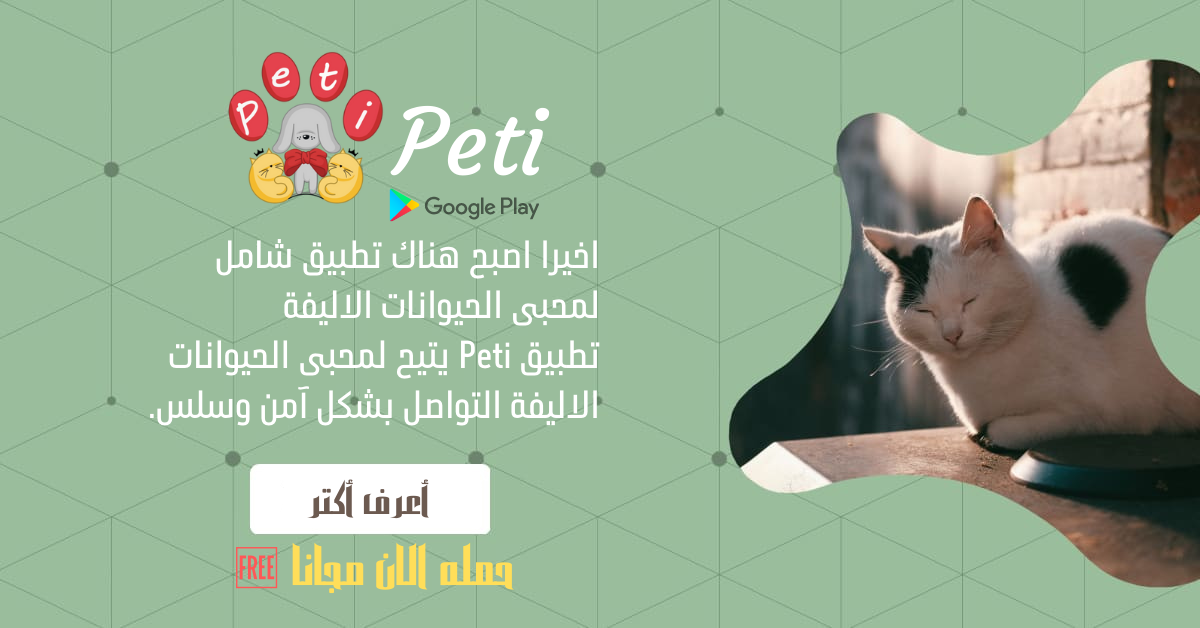 Peti
Peti
Google Play
اخيرا اصبح هناك تطبيق شامل
لمحبى الحيوانات الاليفة
تطبيق Peti يتيح لمحبى الحيوانات
الاليفة التواصل بشكل آمن وسلس.
أعرف أكتر
حمله الان مجانا FREE